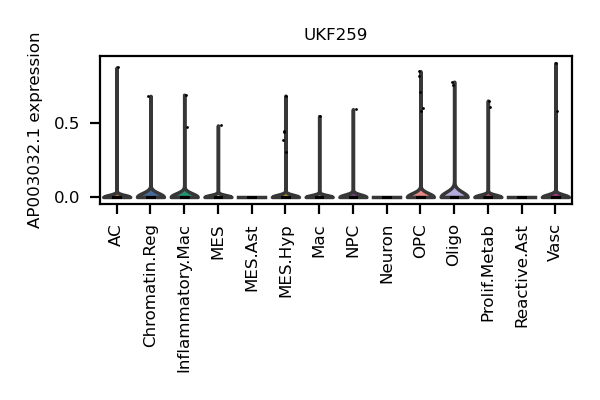 UKF259
AP003032.1 expression
0.5
0.0
AC
Chromatin.Reg
Inflammatory.Mac
MES
MES.Ast
MES.Hyp
Mac
NPC
Neuron
OPC
Oligo
Prolif.Metab
Reactive.Ast
Vasc